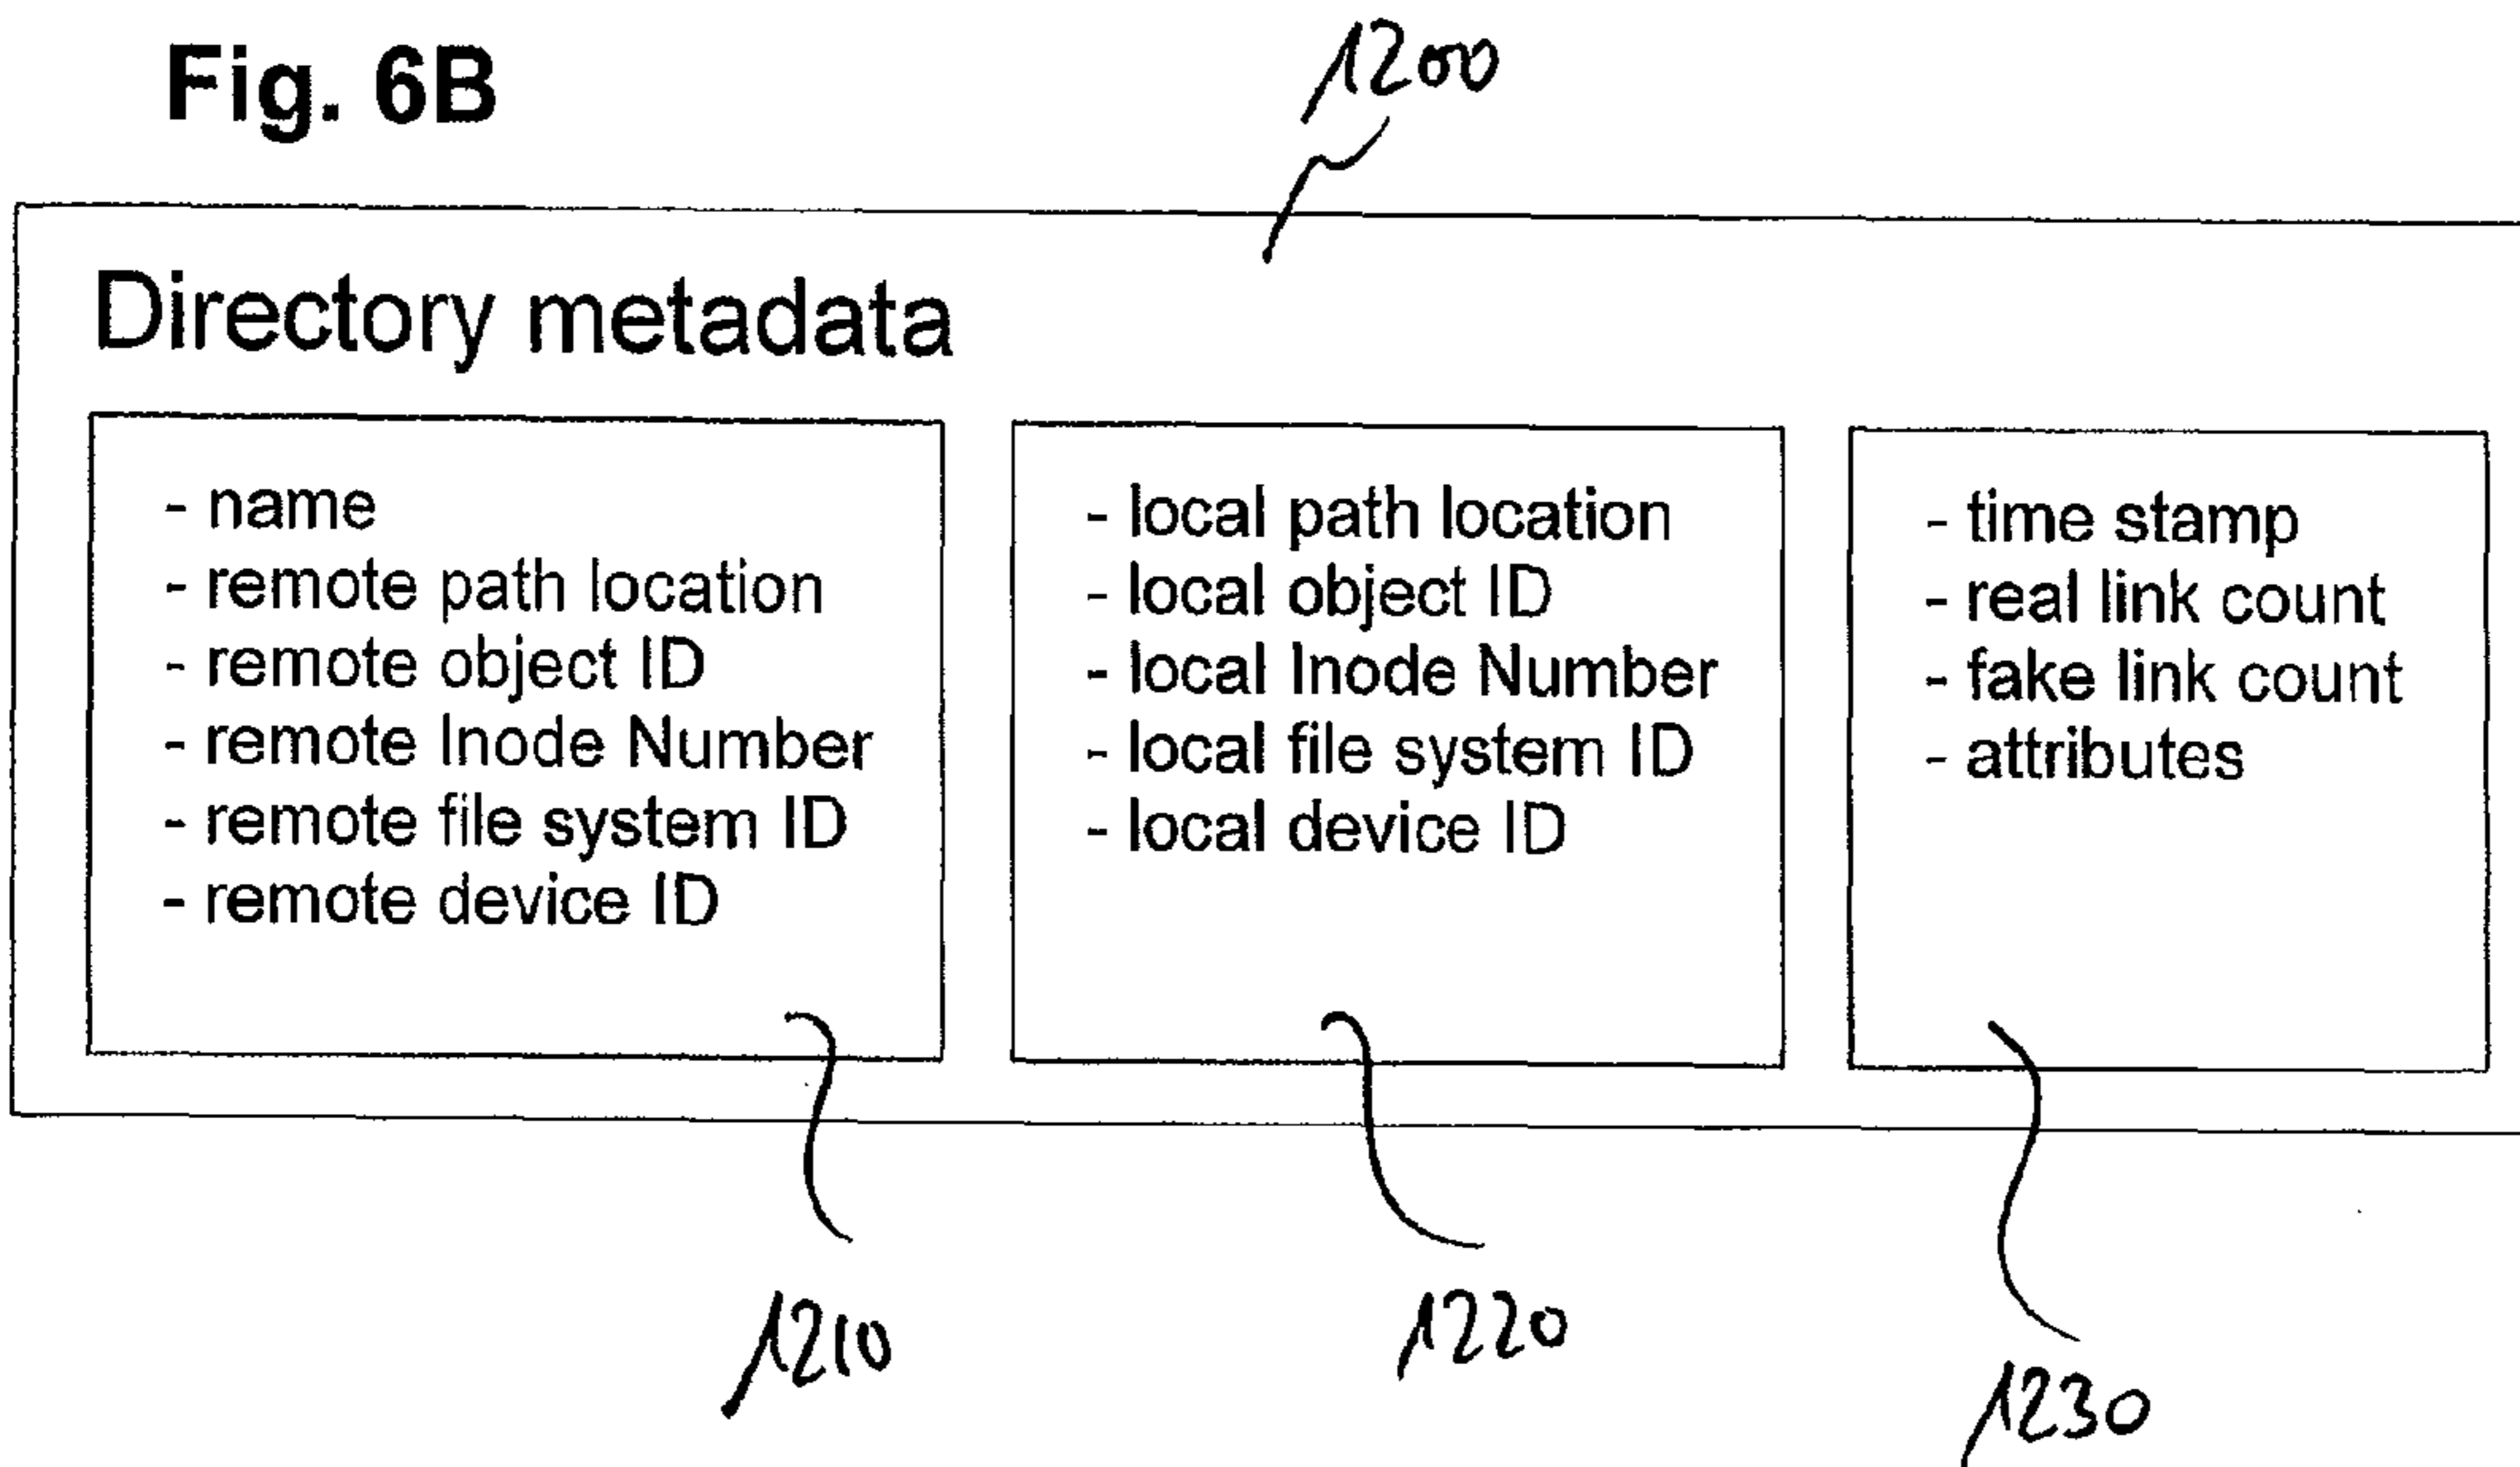 Fig. 6B
1200
Directory metadata
- name
- remote path location
- remote object ID
- remote Inode Number
- remote file system ID
- remote device ID
- local path location
- local object ID
- local Inode Number
- local file system ID
- local device ID
- time stamp
- real link count
- fake link count
- attributes
1210
1220
1230